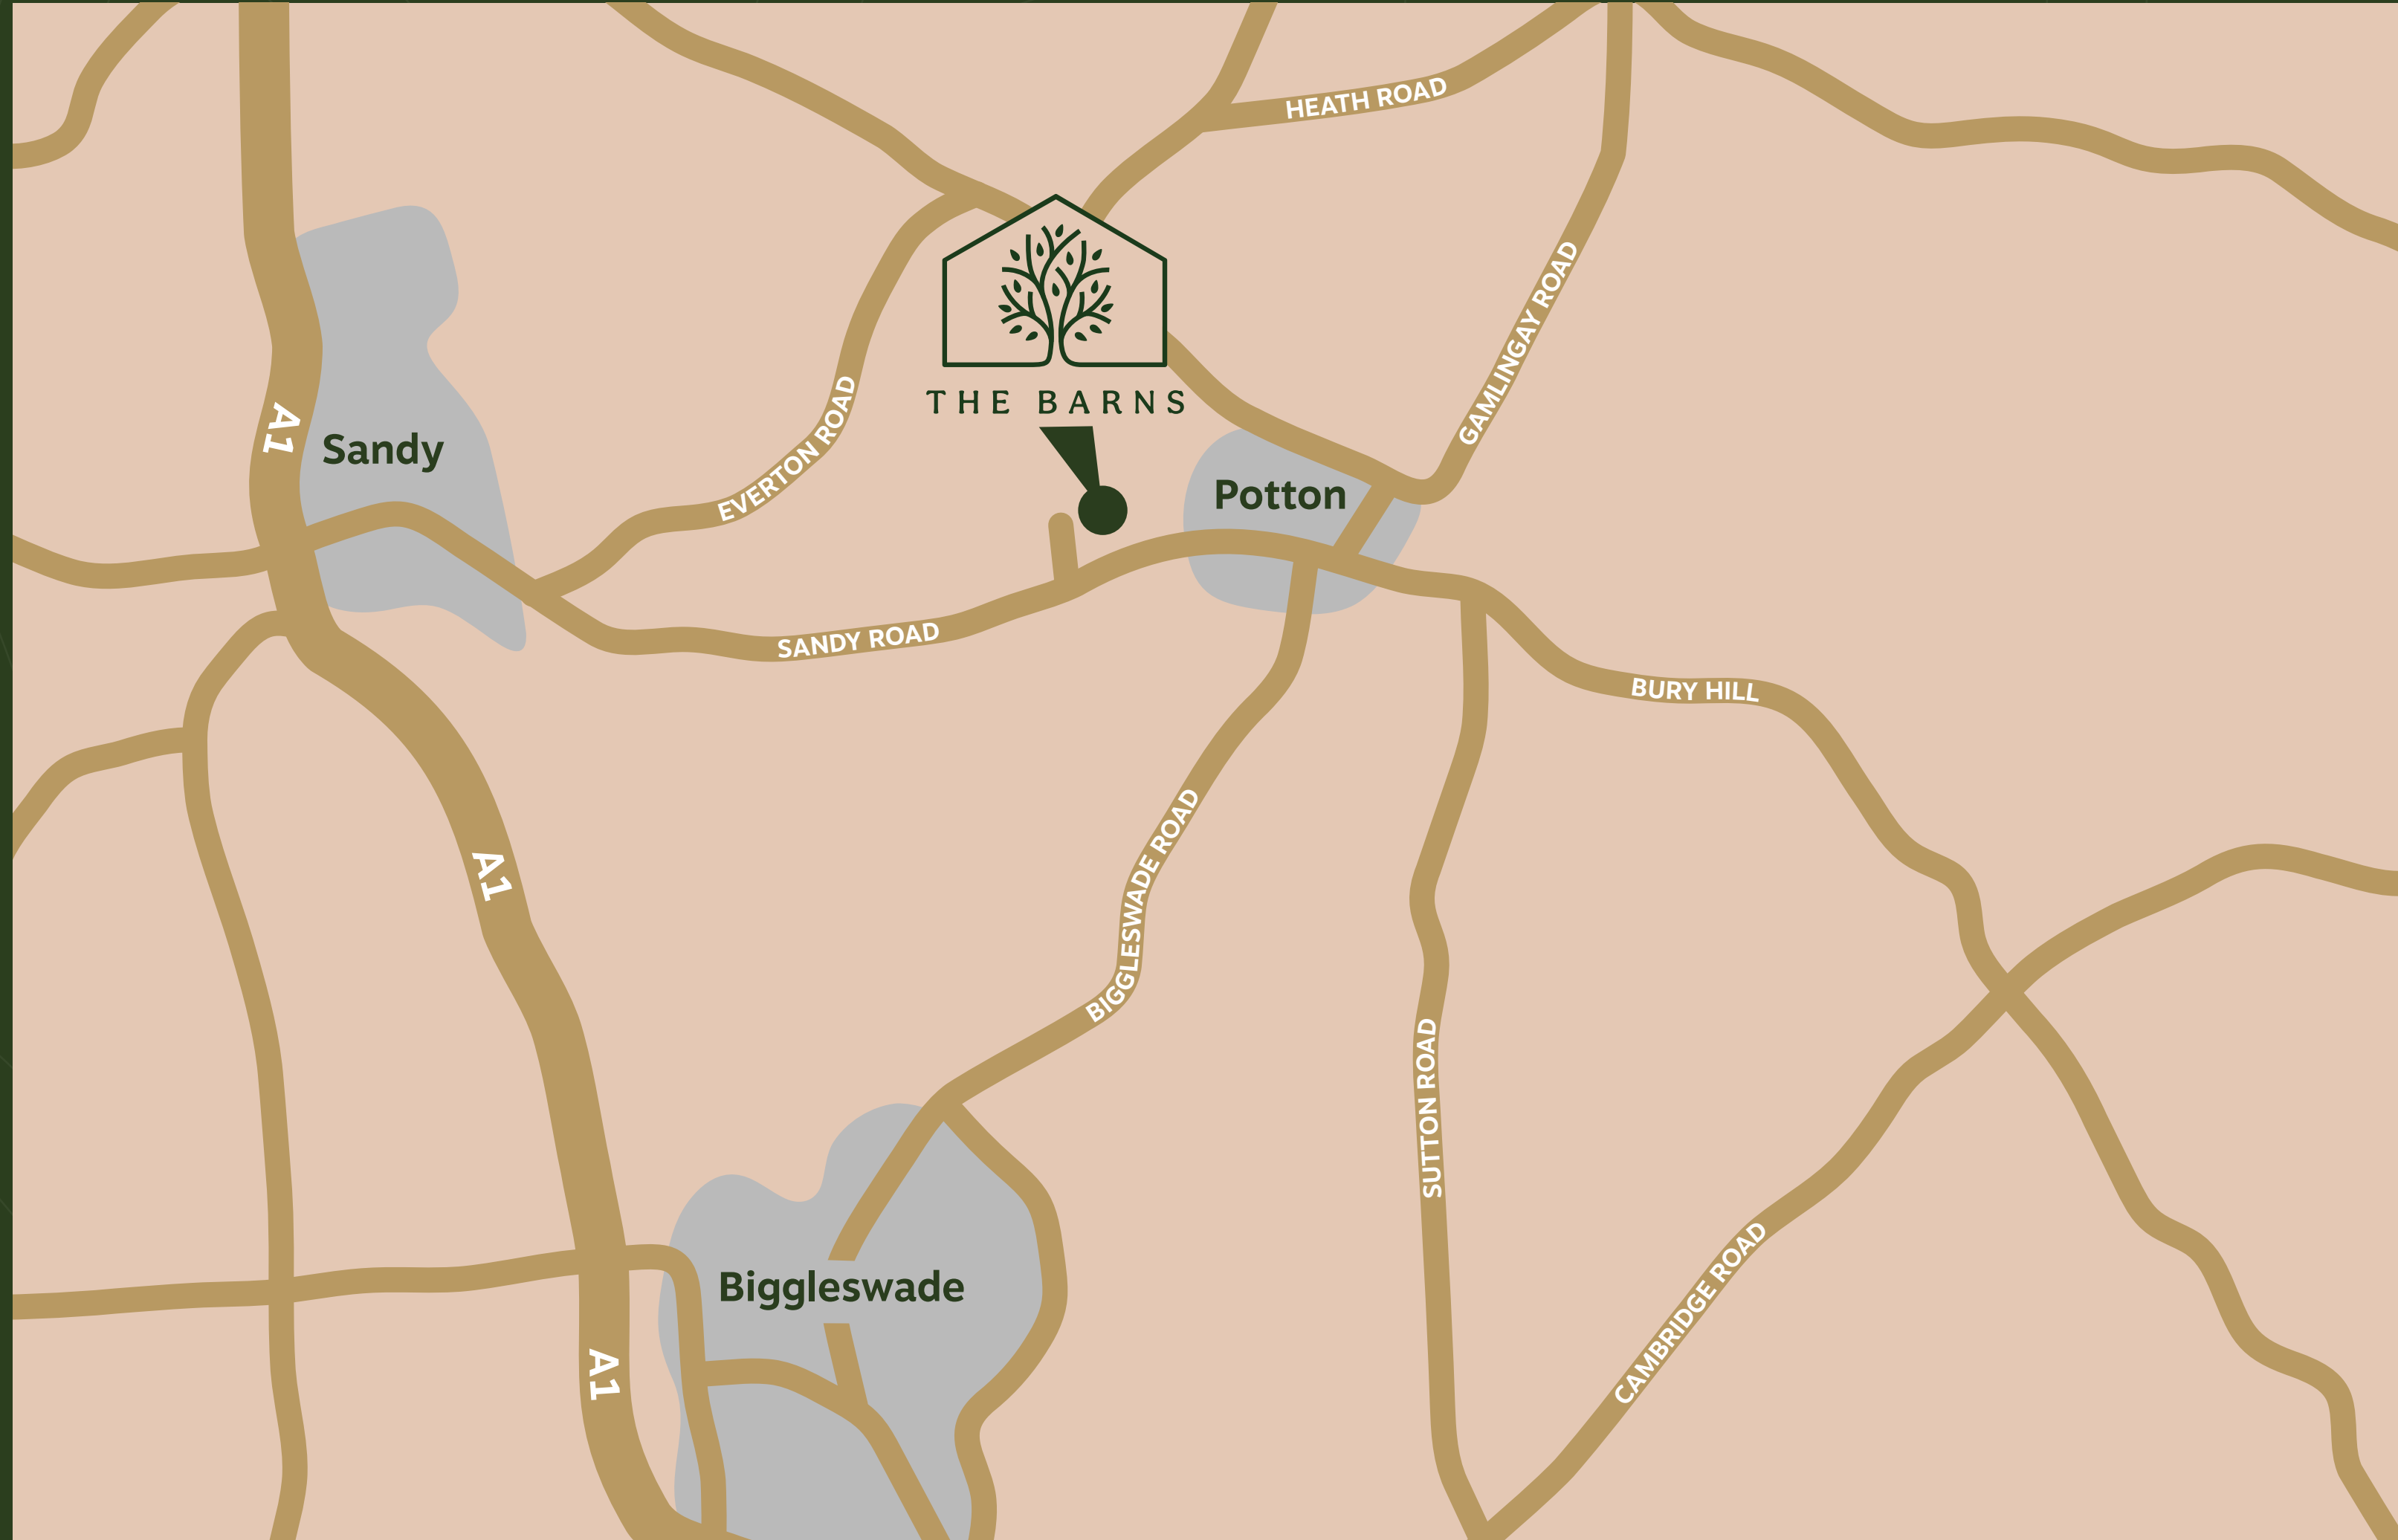 HEATH ROAD
GAMLINGAY ROAD
THE BARNS
EVERTON ROAD
A1
Sandy
Potton
SANDY ROAD
BURY HILL
BIGGLESWADE ROAD
A1
SUTTON ROAD
Biggleswade
CAMBRIDGE ROAD
A1